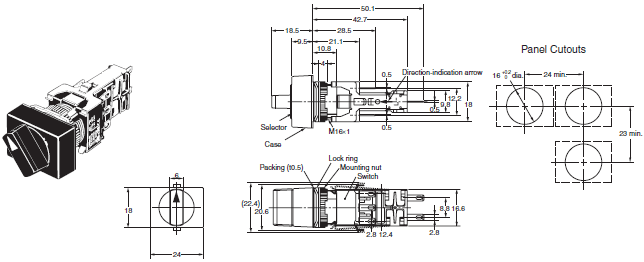 50.1
42.7
18.5
28.5
9.5
21.1
10.8
4
0.5
Direction-indication arrow
12.2
9.8
18
0.5
0.5
Selector
M16×1
Case
Panel Cutouts
16 +0.2 0 dia.
24 min.
23 min.
Lock ring
Packing (t0.5)
Mounting nut
Switch
6
18
24
(22.4)
20.6
2.8 12.4
8.8 16.6
2.8